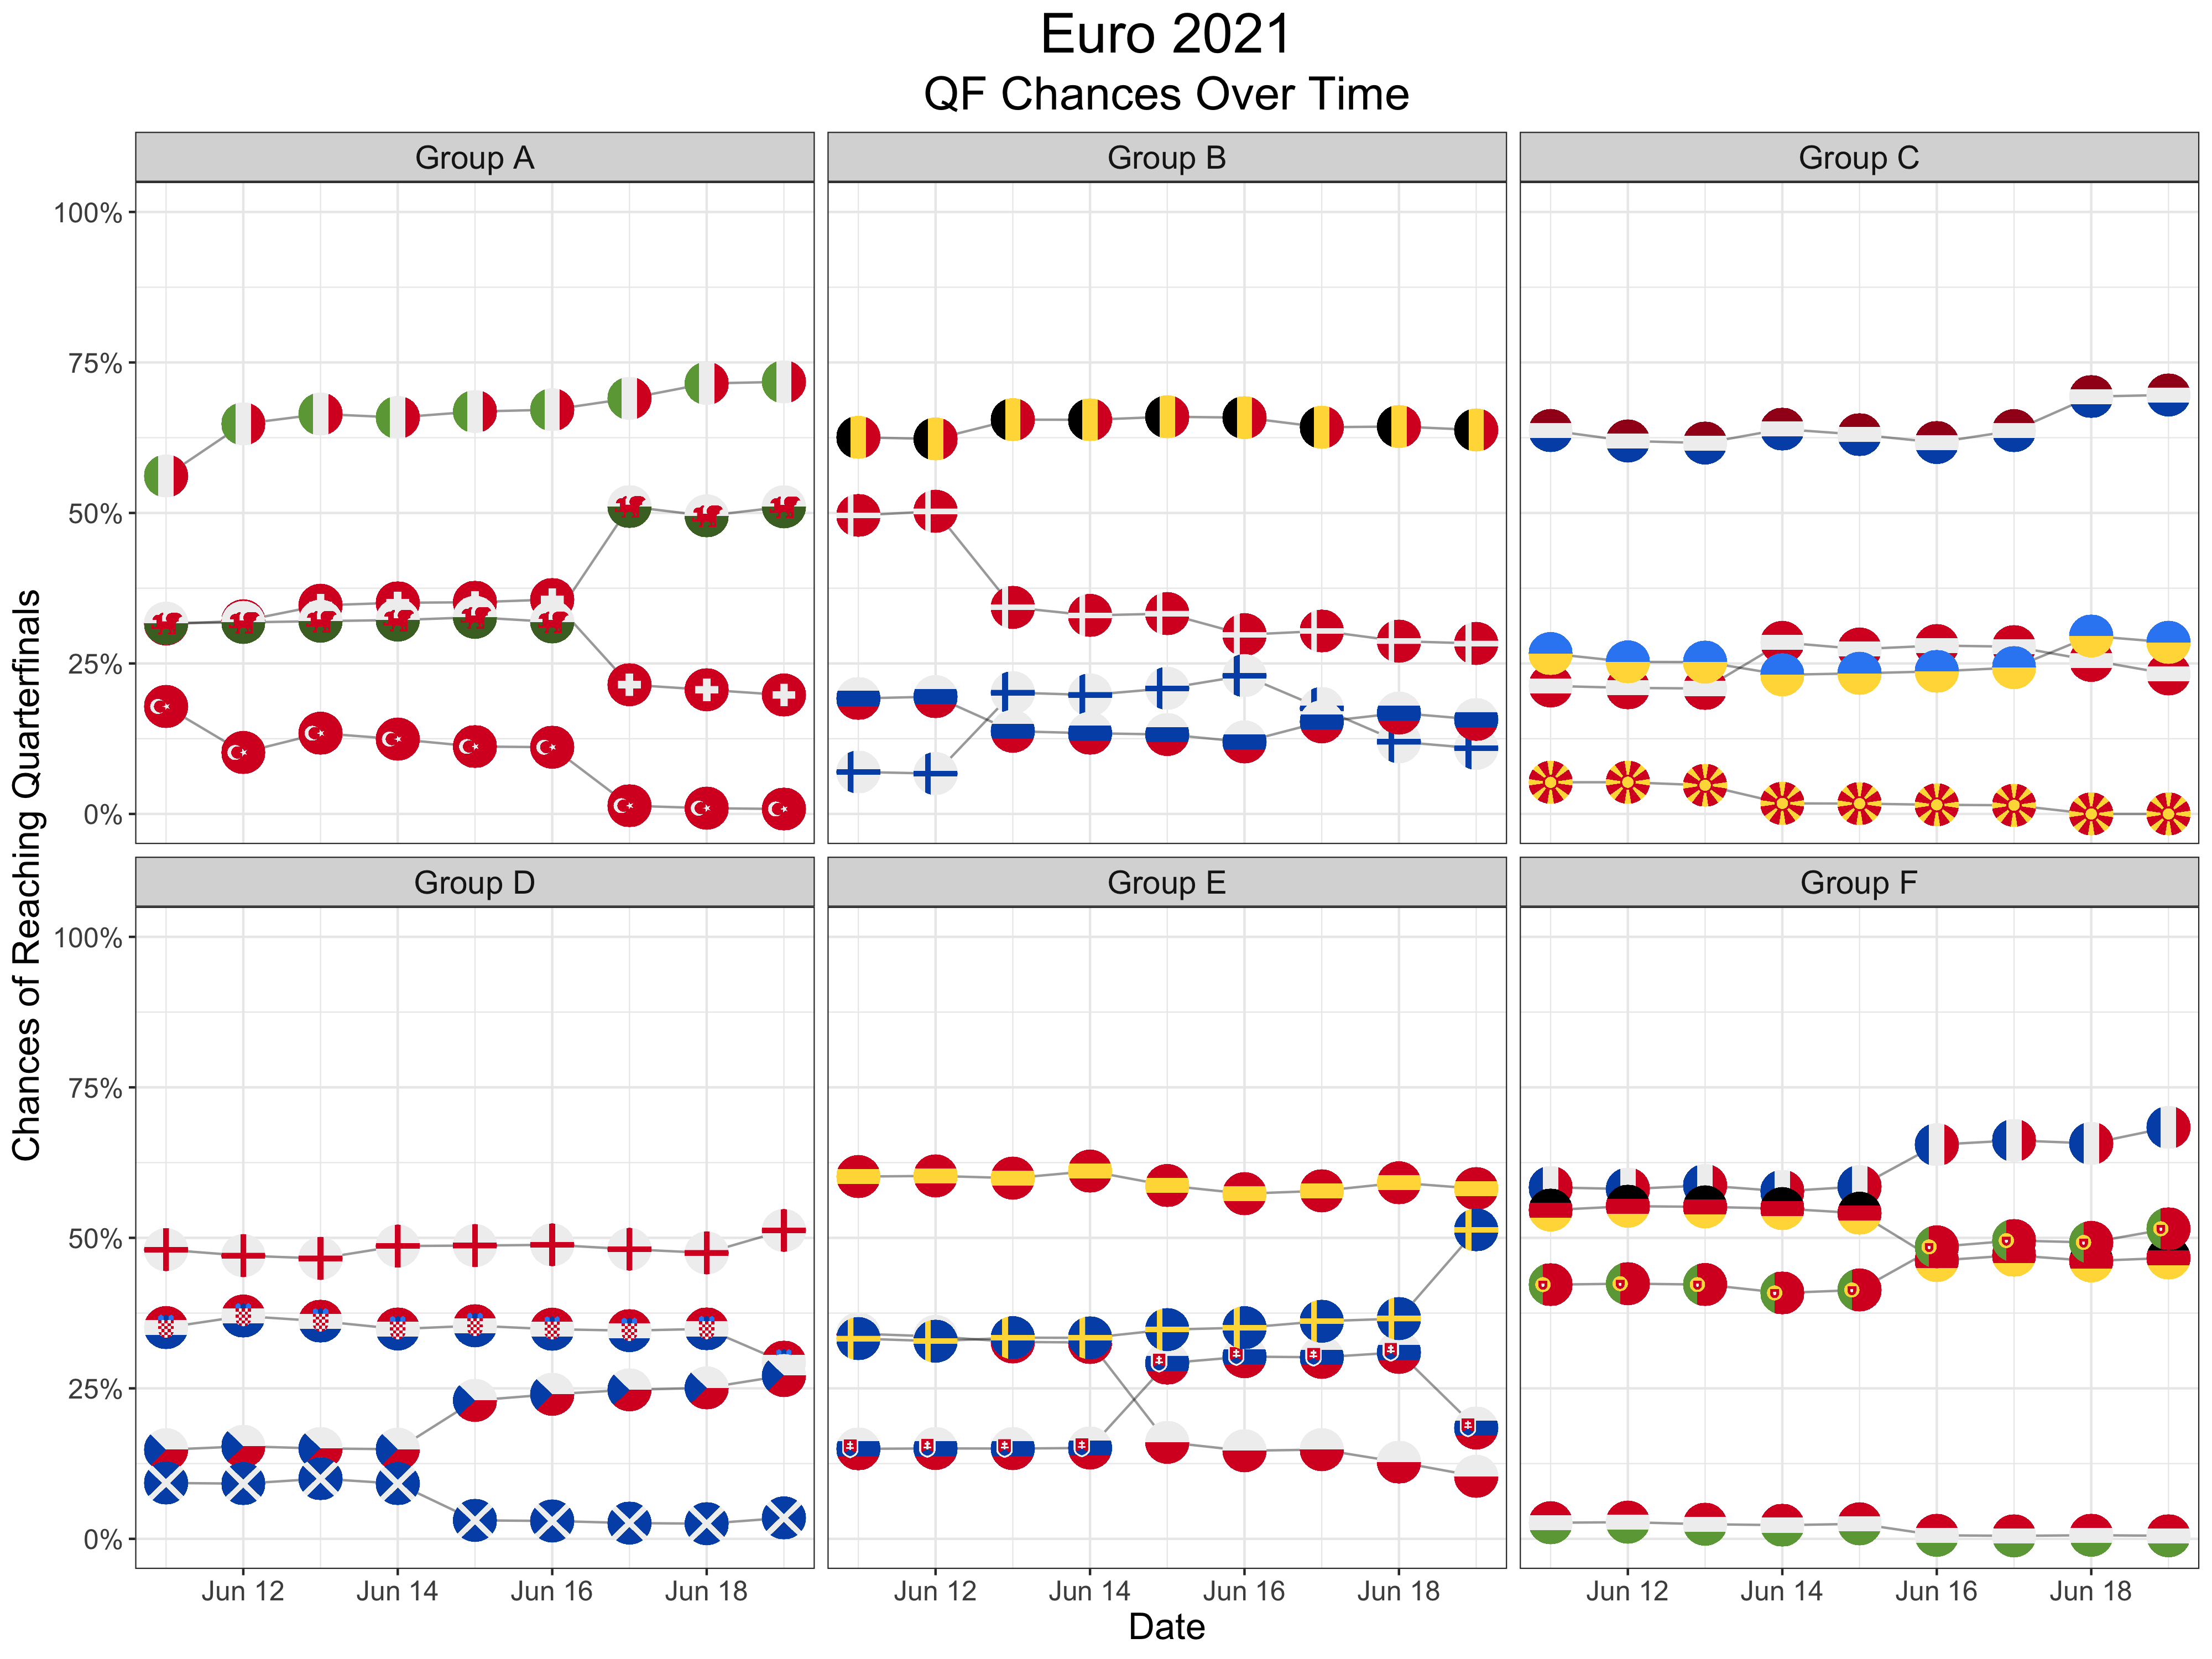 Euro 2021
QF Chances Over Time
Group A
Group B
Group C
100%
75%
50%
25%
0%
Group D
Group E
Group F
100%
75%
50%
25%
0%
Chances of Reaching Quarterfinals
Jun 12
Jun 14
Jun 16
Jun 18
Jun 12
Jun 14
Jun 16
Jun 18
Jun 12
Jun 14
Jun 16
Jun 18
Date